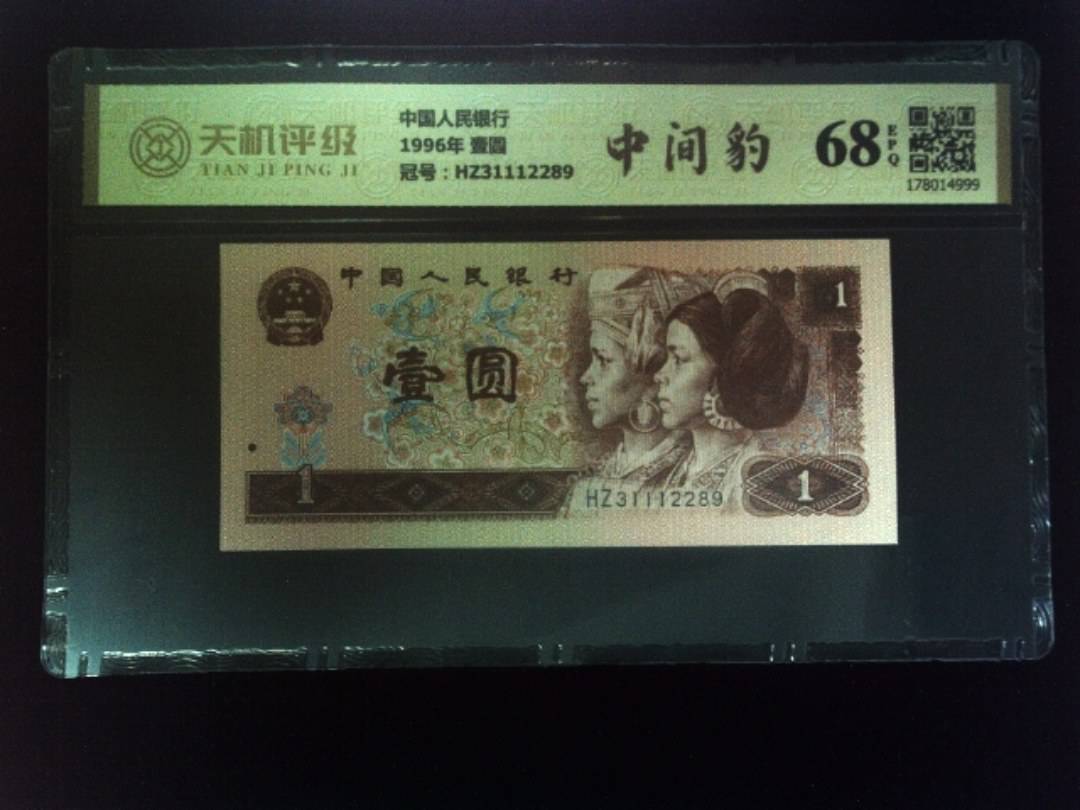 天机评级
TIAN JI PING JI
中国人民银行
1996年 壹圆
冠号：HZ31112289
中间豹
68
EPQ
178014999
中国人民银行
1
壹圆
1
HZ31112289
1